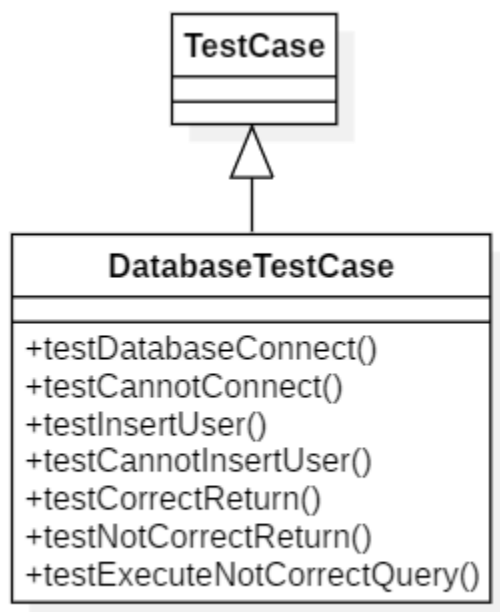 TestCase
DatabaseTestCase
+testDatabaseConnect()
+testCannotConnect()
+testInsertUser()
+testCannotInsertUser()
+testCorrectReturn()
+testNotCorrectReturn()
+testExecuteNotCorrectQuery()